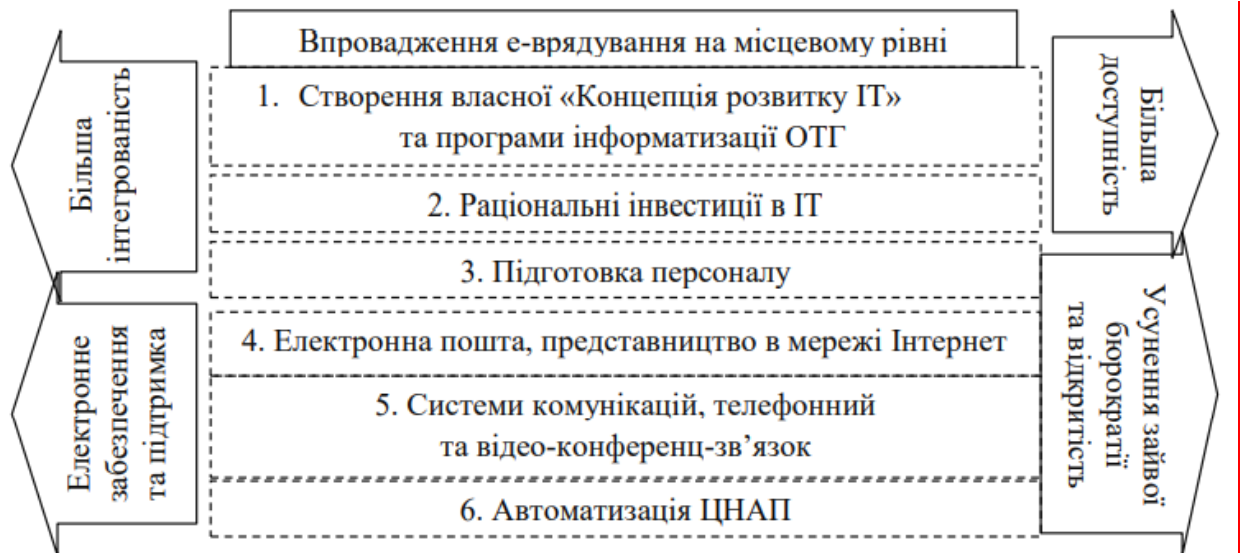 Впровадження е-врядування на місцевому рівні
1. Створення власної «Концепція розвитку ІТ»
та програми інформатизації ОТГ
2. Раціональні інвестиції в ІТ
3. Підготовка персоналу
4. Електронна пошта, представництво в мережі Інтернет
5. Системи комунікацій, телефонний
та відео-конференц-зв’язок
6. Автоматизація ЦНАП
Більша
інтегрованість
Електронне
забезпечення
та підтримка
Більша
доступність
Усунення зайвої
бюрократії
та відкритість